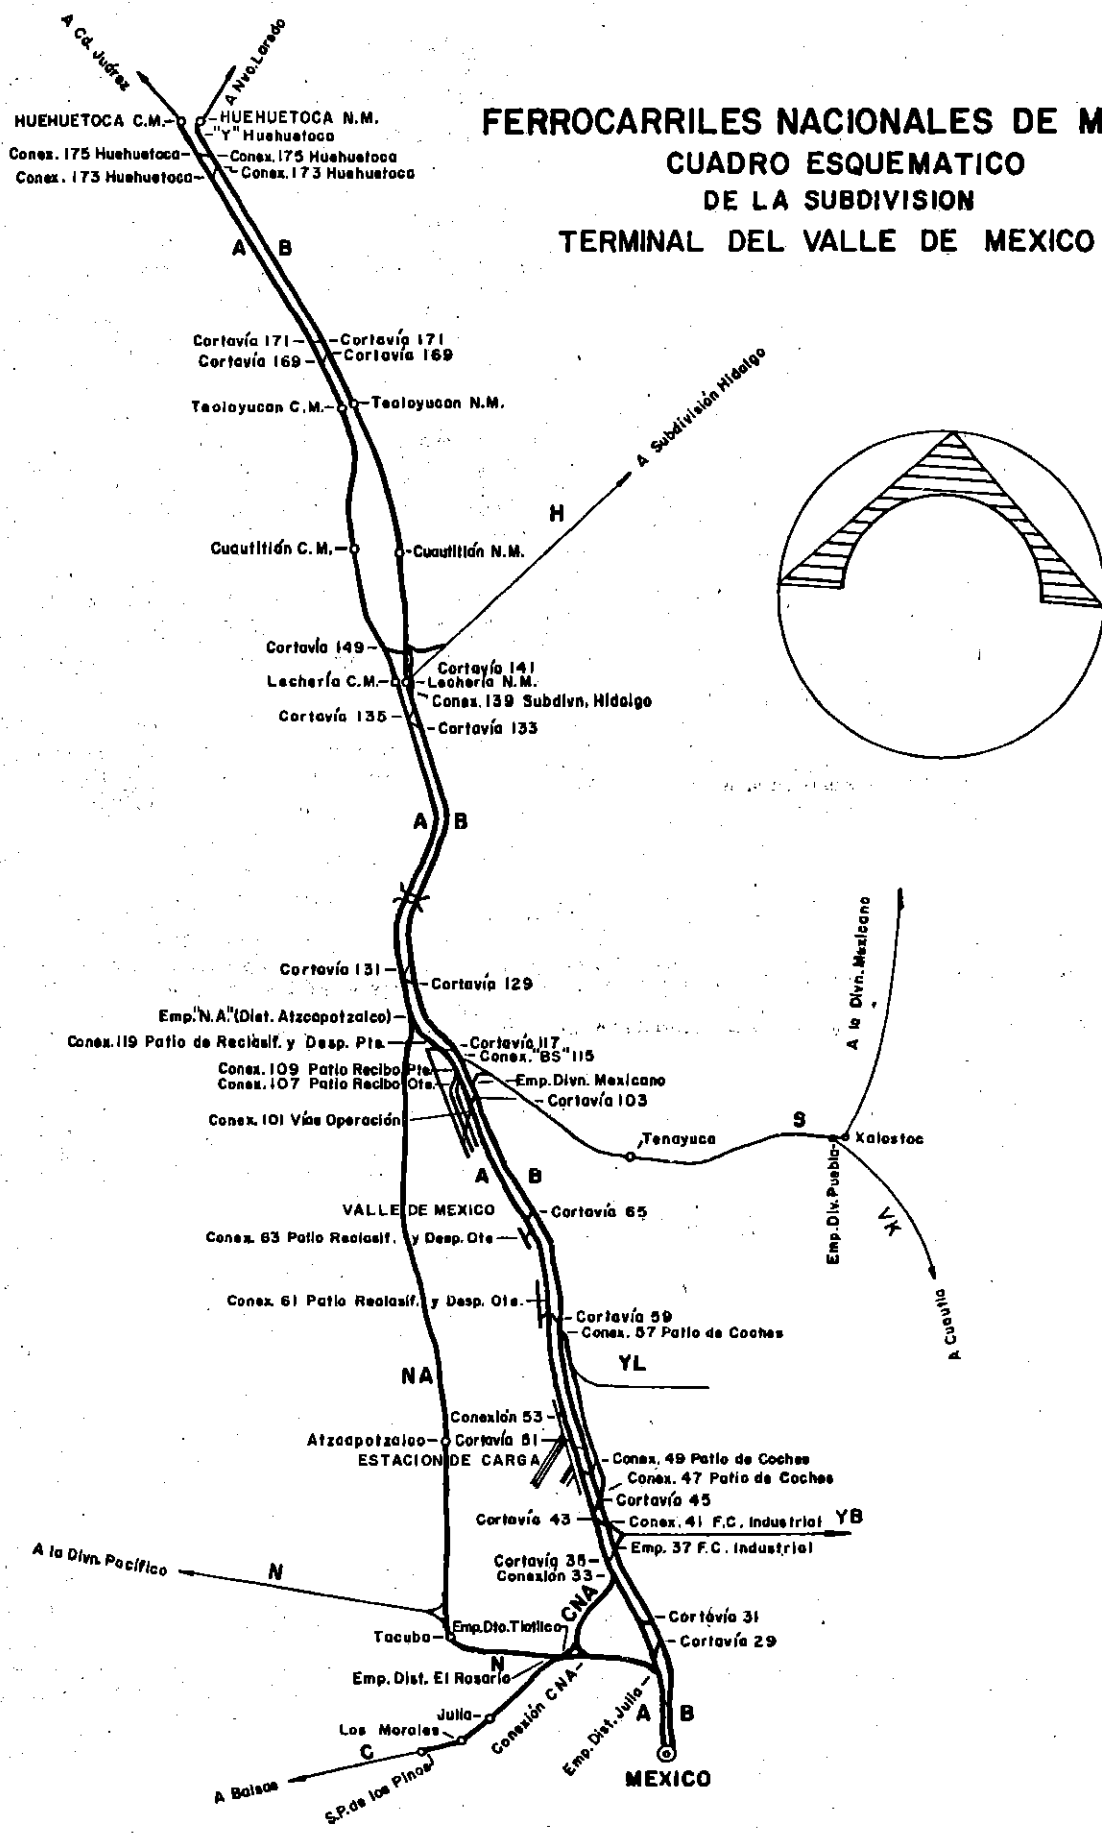 A Cd. Juárez
A Nvo. Laredo
FERROCARRILES NACIONALES DE M
CUADRO ESQUEMATICO
DE LA SUBDIVISION
TERMINAL DEL VALLE DE MEXICO
HUEHUETOCA C.M.
HUEHUETOCA N.M.
"Y" Huehuetoca
Conex. 175 Huehuetoca
Conex. 175 Huehuetoca
Conex. 173 Huehuetoca
Conex. 173 Huehuetoca
A B
Cortavía 171
Cortavía 171
Cortavía 169
Cortavía 169
Teoloyucan C.M.
Teoloyucan N.M.
A Subdivisión Hidalgo
H
Cuautitlán C.M.
Cuautitlán N.M.
Cortavía 149
Cortavía 141
Lechería C.M.
Lechería N.M.
Conex. 139 Subdivn. Hidalgo
Cortavía 135
Cortavía 133
A B
Cortavía 131
Cortavía 129
A la Divn. Mexicano
Emp. "N.A." (Dist. Atzcapotzalco)
Conex. 119 Patio de Reclasif. y Desp. Pte.
Cortavía 117
Conex. "BS" 115
Conex. 109 Patio Recibo Pte.
Conex. 107 Patio Recibo Ote.
Emp. Divn. Mexicano
Cortavía 103
Conex. 101 Vías Operación
Tenayuca
S
Xalostoc
Emp. Div. Puebla
VK
A Cuautla
A B
VALLE DE MEXICO
Cortavía 65
Conex. 63 Patio Reclasif. y Desp. Ote
Conex. 61 Patio Reclasif. y Desp. Ote.
Cortavía 59
Conex. 57 Patio de Coches
YL
NA
Conexión 53
Atzcapotzalco
Cortavía 51
ESTACION DE CARGA
Conex. 49 Patio de Coches
Conex. 47 Patio de Coches
Cortavía 45
Cortavía 43
Conex. 41 F.C. Industrial
YB
Emp. 37 F.C. Industrial
Cortavía 35
Conexión 33
A la Divn. Pacífico
N
CNA
Cortavía 31
Emp. Dto. Tlatilco
Tacuba
Cortavía 29
N
Emp. Dist. El Rosario
Conexión CNA
Emp. Dist. Julia
Julia
Los Morales
C
A Balsas
S.P. de los Pinos
A B
MEXICO